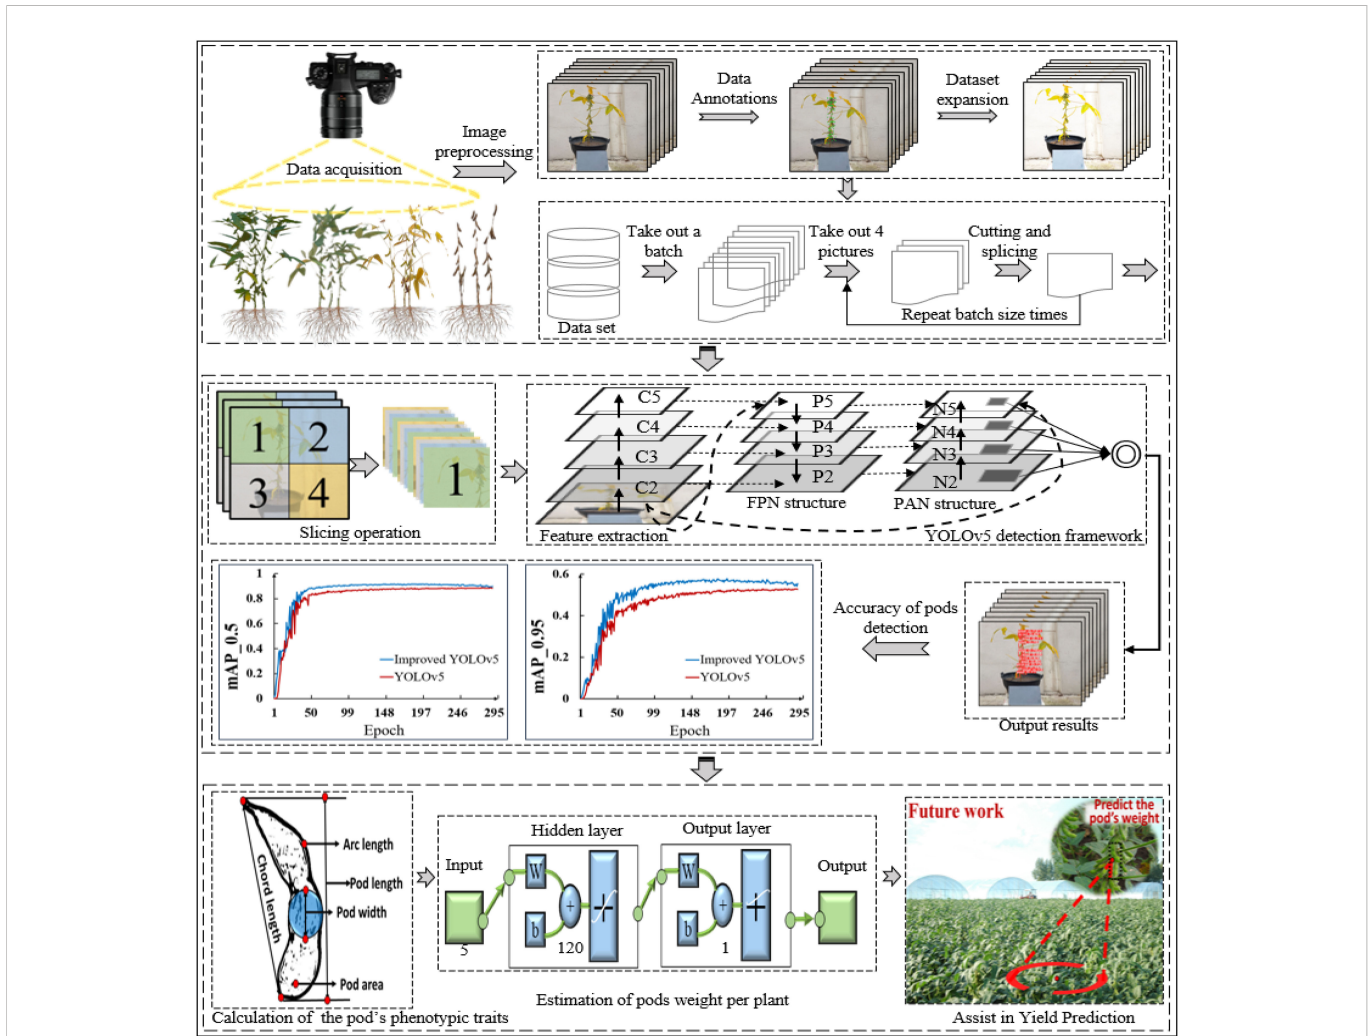 Data acquisition
Image
preprocessing
Data
Annotations
Dataset
expansion
Take out a
batch
Take out 4
pictures
Cutting and
splicing
Data set
Repeat batch size times
1
2
3
4
1
Slicing operation
C5
C4
C3
C2
Feature extraction
P5
P4
P3
P2
FPN structure
N5
N4
N3
N2
PAN structure
YOLOv5 detection framework
mAP_0.5
1
0.8
0.6
0.4
0.2
0
Improved YOLOv5
YOLOv5
1 50 99 148 197 246 295
Epoch
mAP_0.95
0.6
0.4
0.2
0
Improved YOLOv5
YOLOv5
1 50 99 148 197 246 295
Epoch
Accuracy of pods
detection
Output results
Chord length
Arc length
Pod length
Pod width
Pod area
Calculation of the pod's phenotypic traits
Input
5
Hidden layer
W
b
+
120
Output layer
W
b
+
1
Output
Estimation of pods weight per plant
Future work
Predict the
pod's weight
Assist in Yield Prediction